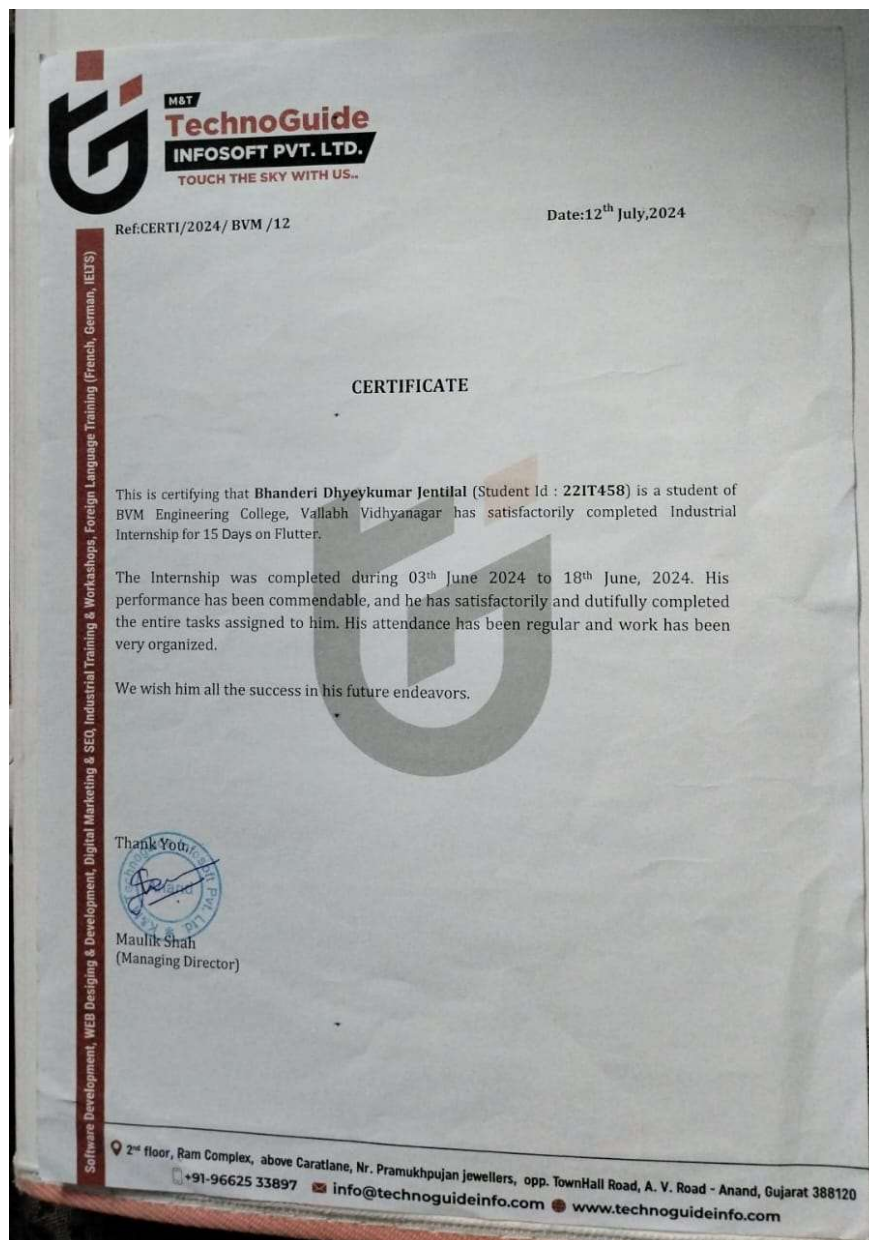 M&T
TechnoGuide
INFOSOFT PVT. LTD.
TOUCH THE SKY WITH US..
Ref:CERTI/2024/ BVM /12
Date:12th July,2024
Software Development, WEB Desiging & Development, Digital Marketing & SEO, Industrial Training & Workashops, Foreign Language Training (French, German, IELTS)
CERTIFICATE
This is certifying that Bhanderi Dhyeykumar Jentilal (Student Id : 22IT458) is a student of
BVM Engineering College, Vallabh Vidhyanagar has satisfactorily completed Industrial
Internship for 15 Days on Flutter.
The Internship was completed during 03th June 2024 to 18th June, 2024. His
performance has been commendable, and he has satisfactorily and dutifully completed
the entire tasks assigned to him. His attendance has been regular and work has been
very organized.
We wish him all the success in his future endeavors.
Thank You,
Infosoft Pvt. Ltd.
Maulik Shah
(Managing Director)
2nd floor, Ram Complex, above Caratlane, Nr. Pramukhpujan jewellers, opp. TownHall Road, A. V. Road - Anand, Gujarat 388120
+91-96625 33897 info@technoguideinfo.com www.technoguideinfo.com